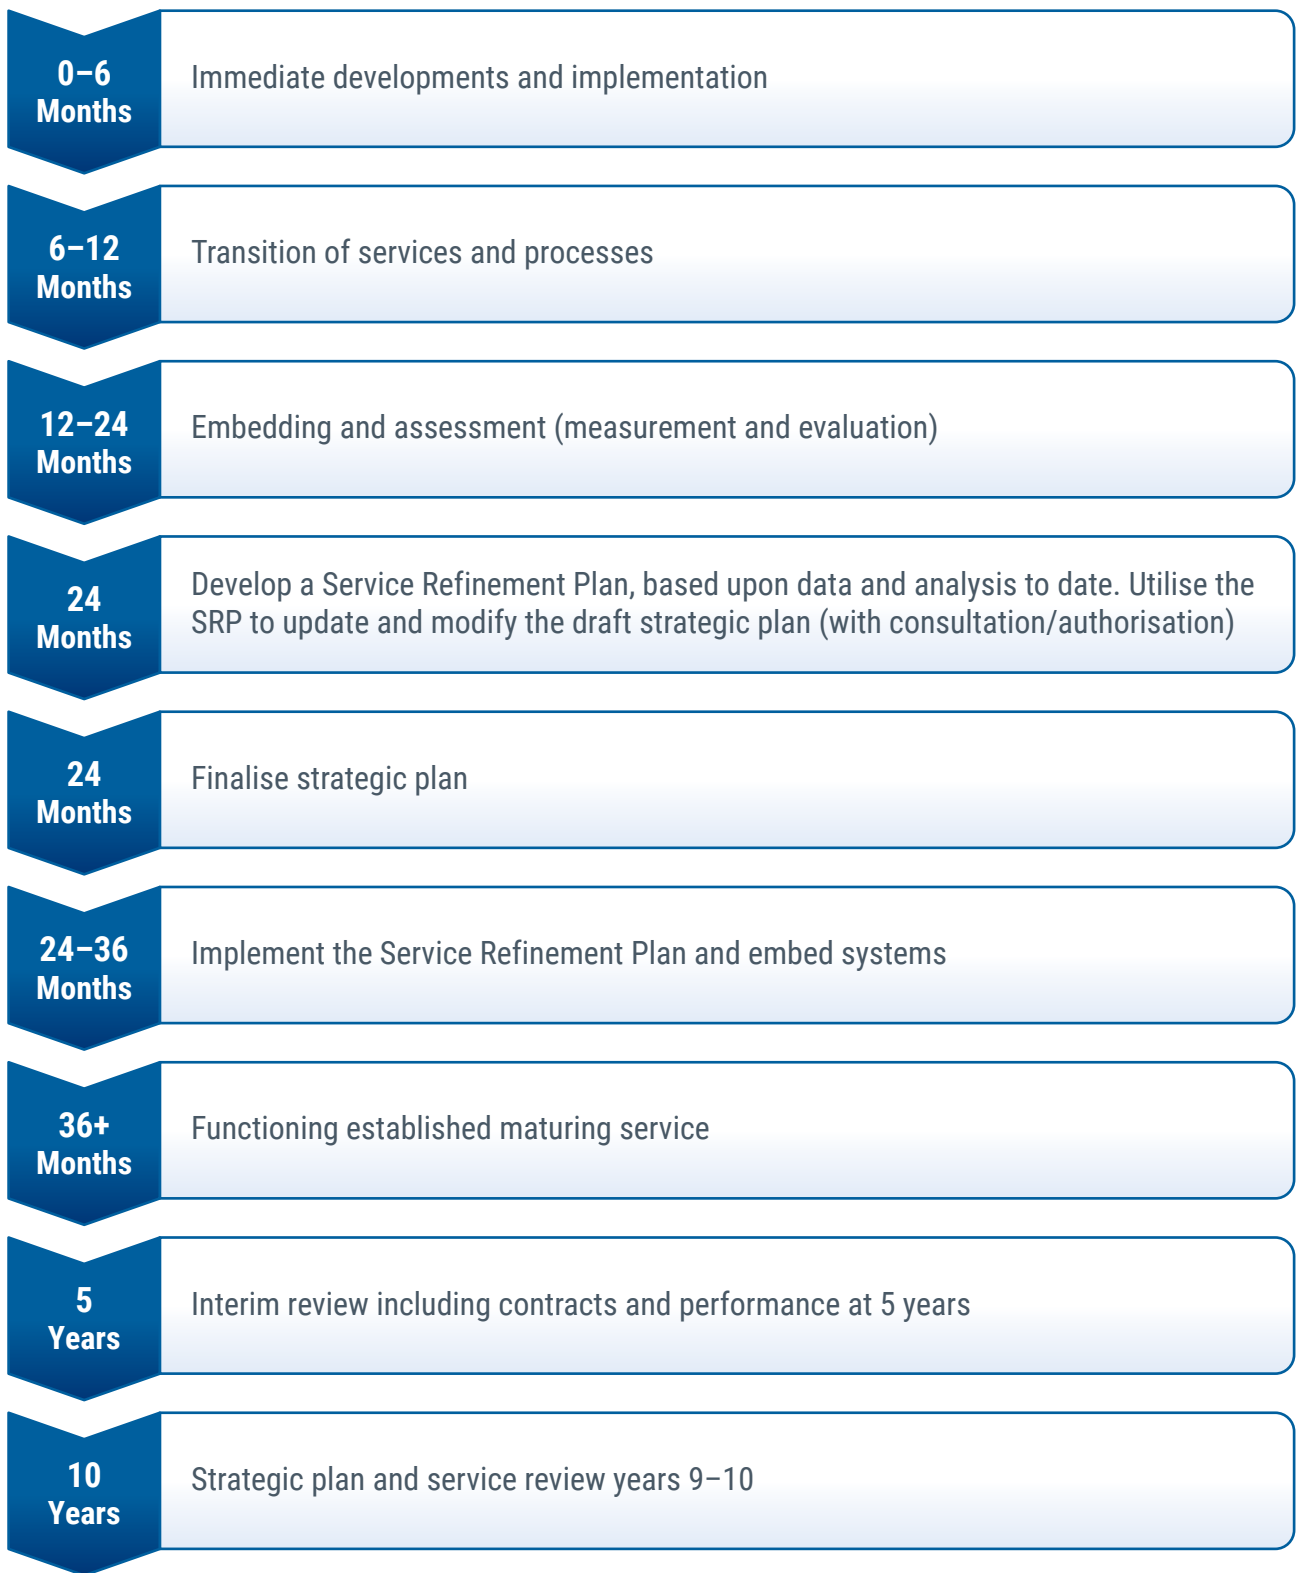 0–6
Months
Immediate developments and implementation
6–12
Months
Transition of services and processes
12–24
Months
Embedding and assessment (measurement and evaluation)
24
Months
Develop a Service Refinement Plan, based upon data and analysis to date. Utilise the
SRP to update and modify the draft strategic plan (with consultation/authorisation)
24
Months
Finalise strategic plan
24–36
Months
Implement the Service Refinement Plan and embed systems
36+
Months
Functioning established maturing service
5
Years
Interim review including contracts and performance at 5 years
10
Years
Strategic plan and service review years 9–10